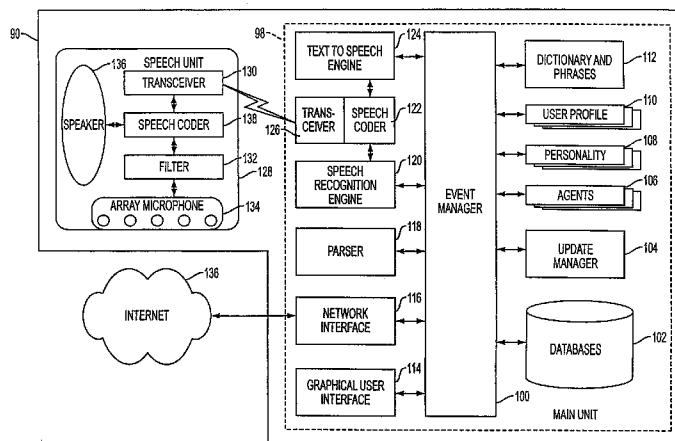 90
98
SPEECH UNIT
136
TRANSCEIVER
130
SPEAKER
SPEECH CODER
138
FILTER
132
128
ARRAY MICROPHONE
134
136
INTERNET
TEXT TO SPEECH
ENGINE
124
TRANS-
CEIVER
126
SPEECH
CODER
122
SPEECH
RECOGNITION
ENGINE
120
PARSER
118
NETWORK
INTERFACE
116
GRAPHICAL USER
INTERFACE
114
EVENT
MANAGER
100
DICTIONARY AND
PHRASES
112
USER PROFILE
110
PERSONALITY
108
AGENTS
106
UPDATE
MANAGER
104
DATABASES
102
MAIN UNIT